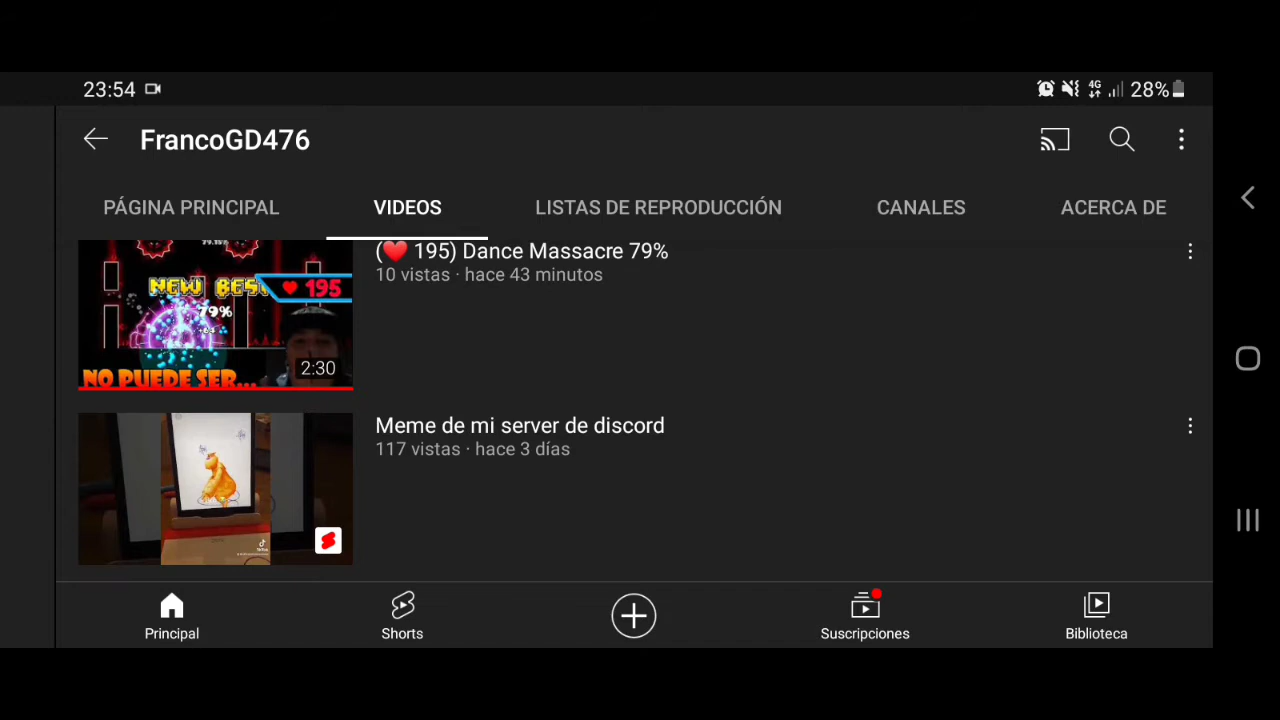 23:54
4G
28%
FrancoGD476
PÁGINA PRINCIPAL
VIDEOS
LISTAS DE REPRODUCCIÓN
CANALES
ACERCA DE
NEW BEST
195
79%
NO PUEDE SER...
2:30
(❤️ 195) Dance Massacre 79%
10 vistas · hace 43 minutos
Meme de mi server de discord
117 vistas · hace 3 días
Principal
Shorts
Suscripciones
Biblioteca